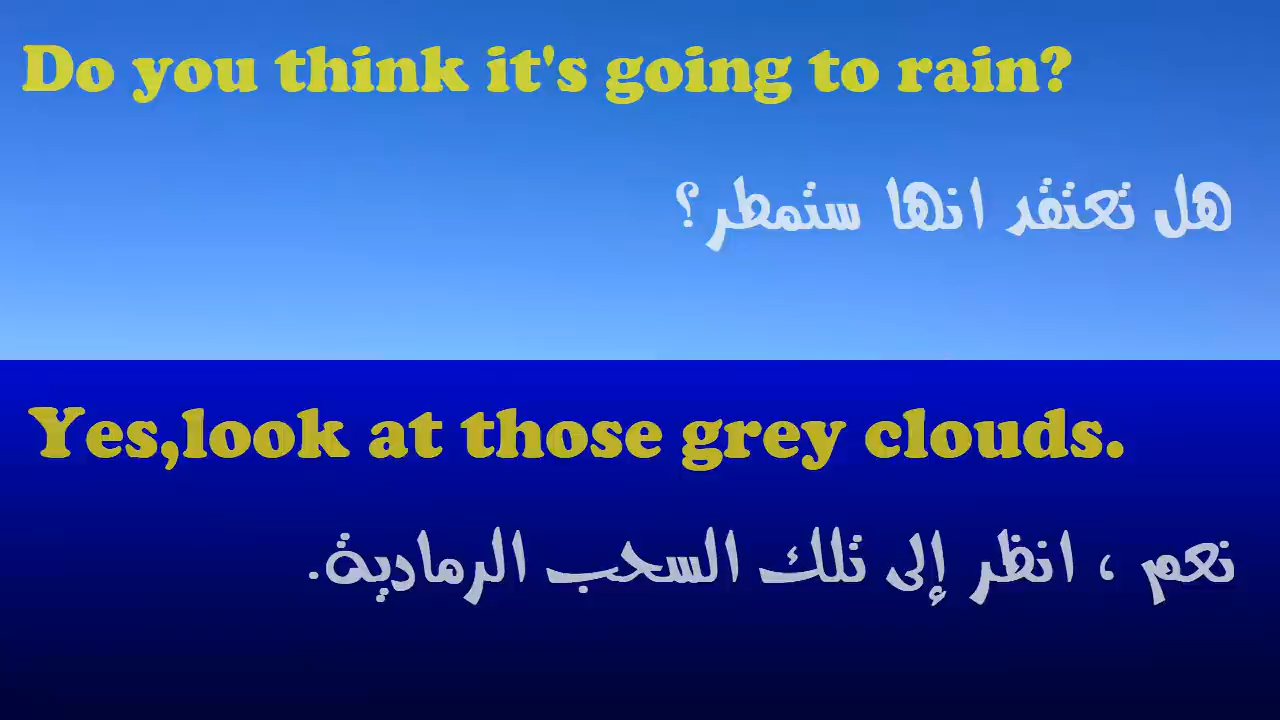 Do you think it's going to rain?
هل تعتقد انها ستمطر؟
Yes,look at those grey clouds.
نعم ، انظر إلى تلك السحب الرمادية.